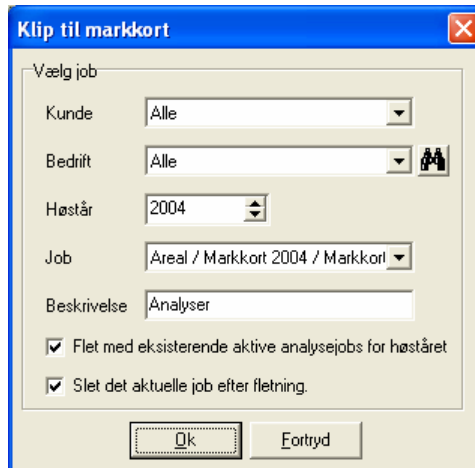 Klip til markkort
Vælg job
Kunde Alle
Bedrift Alle
Høstår 2004
Job Areal / Markkort 2004 / Markkort
Beskrivelse Analyser
Flet med eksisterende aktive analysejobs for høståret
Slet det aktuelle job efter fletning.
Ok Fortryd